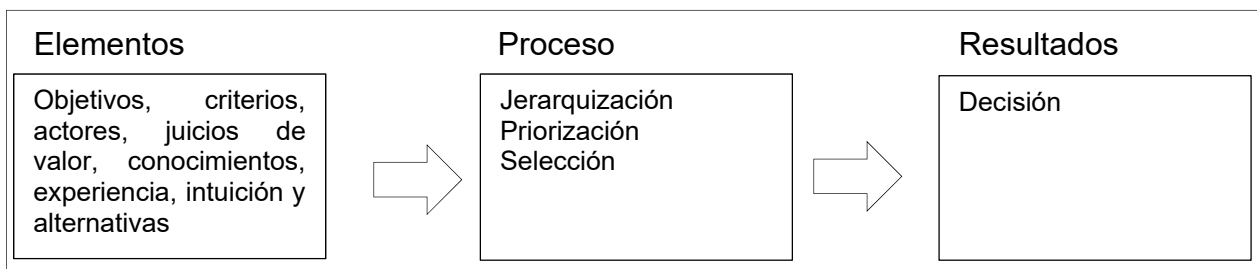 Elementos
Objetivos, criterios,
actores, juicios de
valor, conocimientos,
experiencia, intuición y
alternativas
Proceso
Jerarquización
Priorización
Selección
Resultados
Decisión